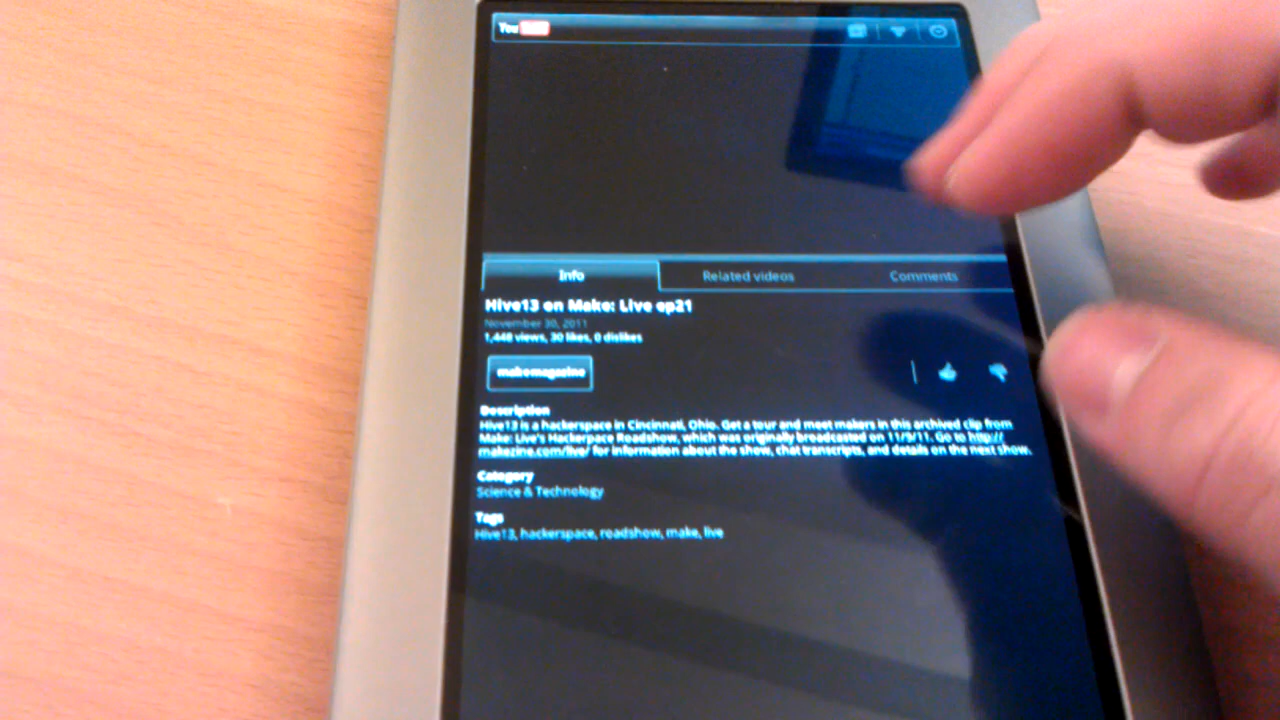 YouTube
Info
Related videos
Comments
Hive13 on Make: Live ep21
November 30, 2011
1,448 views, 30 likes, 0 dislikes
makemagazine
Description
Hive13 is a hackerspace in Cincinnati, Ohio. Get a tour and meet makers in this archived clip from
Make: Live's Hackerpace Roadshow, which was originally broadcasted on 11/9/11. Go to http://
makezine.com/live/ for information about the show, chat transcripts, and details on the next show.
Category
Science & Technology
Tags
Hive13, hackerspace, roadshow, make, live